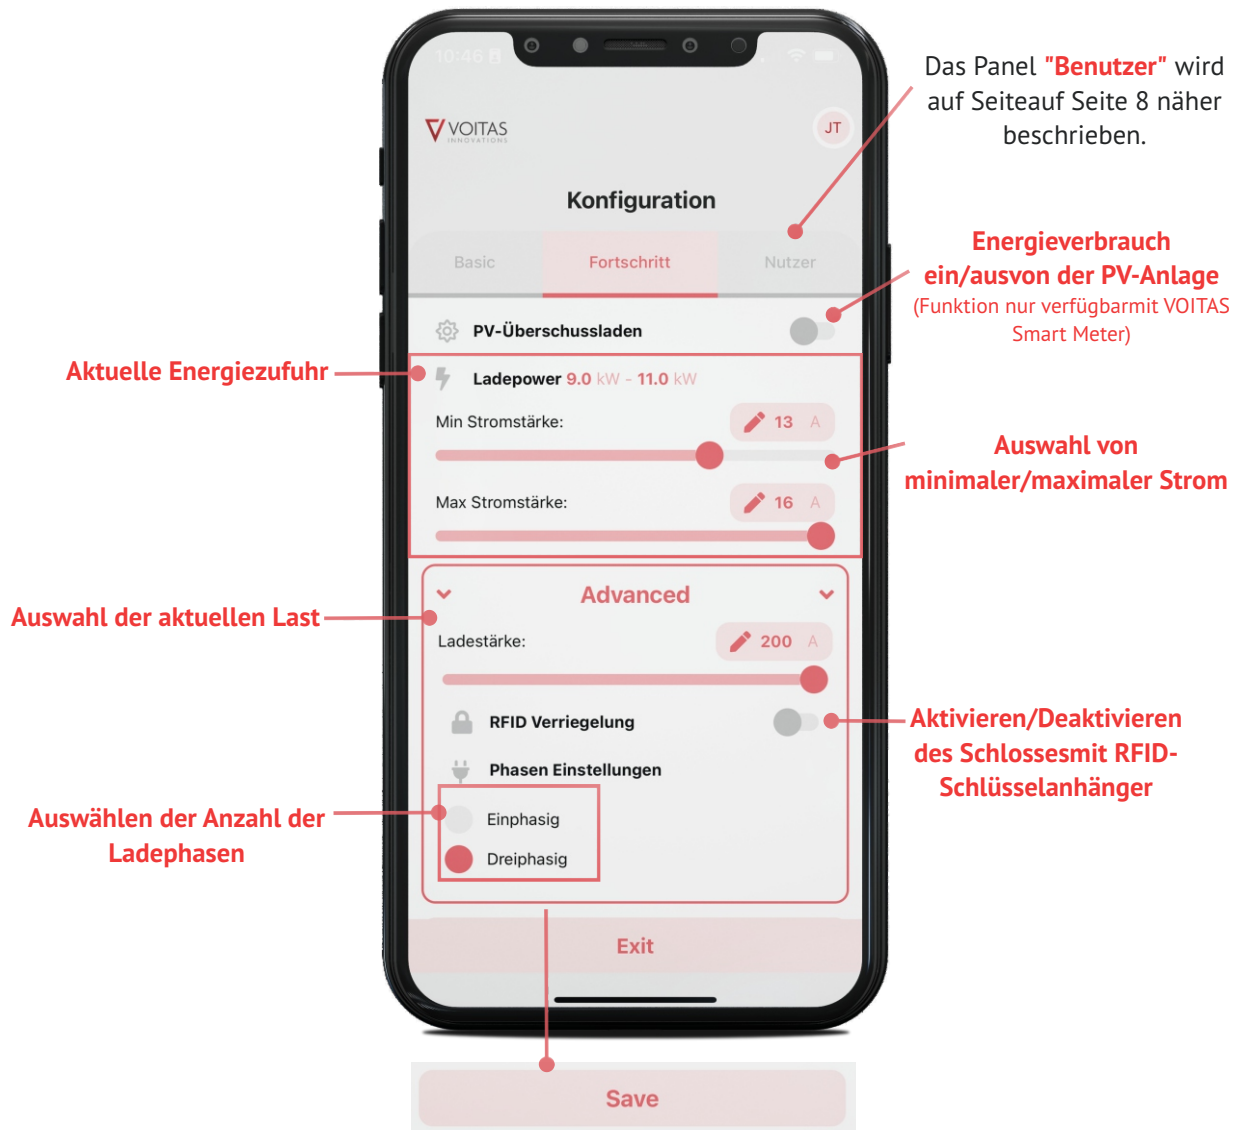 10:46
VOITAS
INNOVATIONS
JT
Konfiguration
Basic
Fortschritt
Nutzer
PV-Überschussladen
Ladepower 9.0 kW - 11.0 kW
Min Stromstärke:
13 A
Max Stromstärke:
16 A
Advanced
Ladestärke:
200 A
RFID Verriegelung
Phasen Einstellungen
Einphasig
Dreiphasig
Exit
Save
Das Panel "Benutzer" wird
auf Seiteauf Seite 8 näher
beschrieben.
Energieverbrauch
ein/ausvon der PV-Anlage
(Funktion nur verfügbarmit VOITAS
Smart Meter)
Aktuelle Energiezufuhr
Auswahl von
minimaler/maximaler Strom
Auswahl der aktuellen Last
Aktivieren/Deaktivieren
des Schlossesmit RFID-
Schlüsselanhänger
Auswählen der Anzahl der
Ladephasen